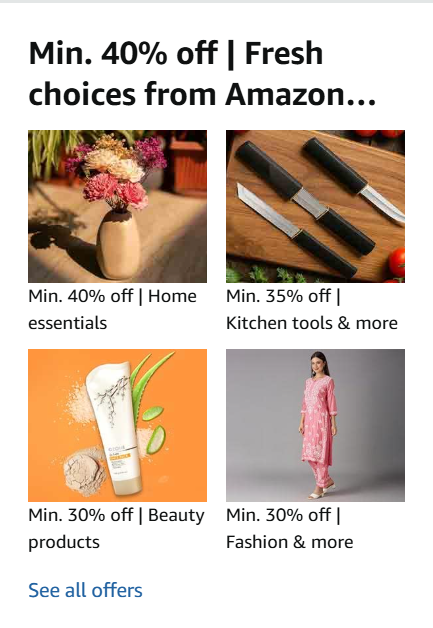 Min. 40% off | Fresh
choices from Amazon...
Min. 40% off | Home
essentials
Min. 35% off |
Kitchen tools & more
Min. 30% off | Beauty
products
Min. 30% off |
Fashion & more
See all offers